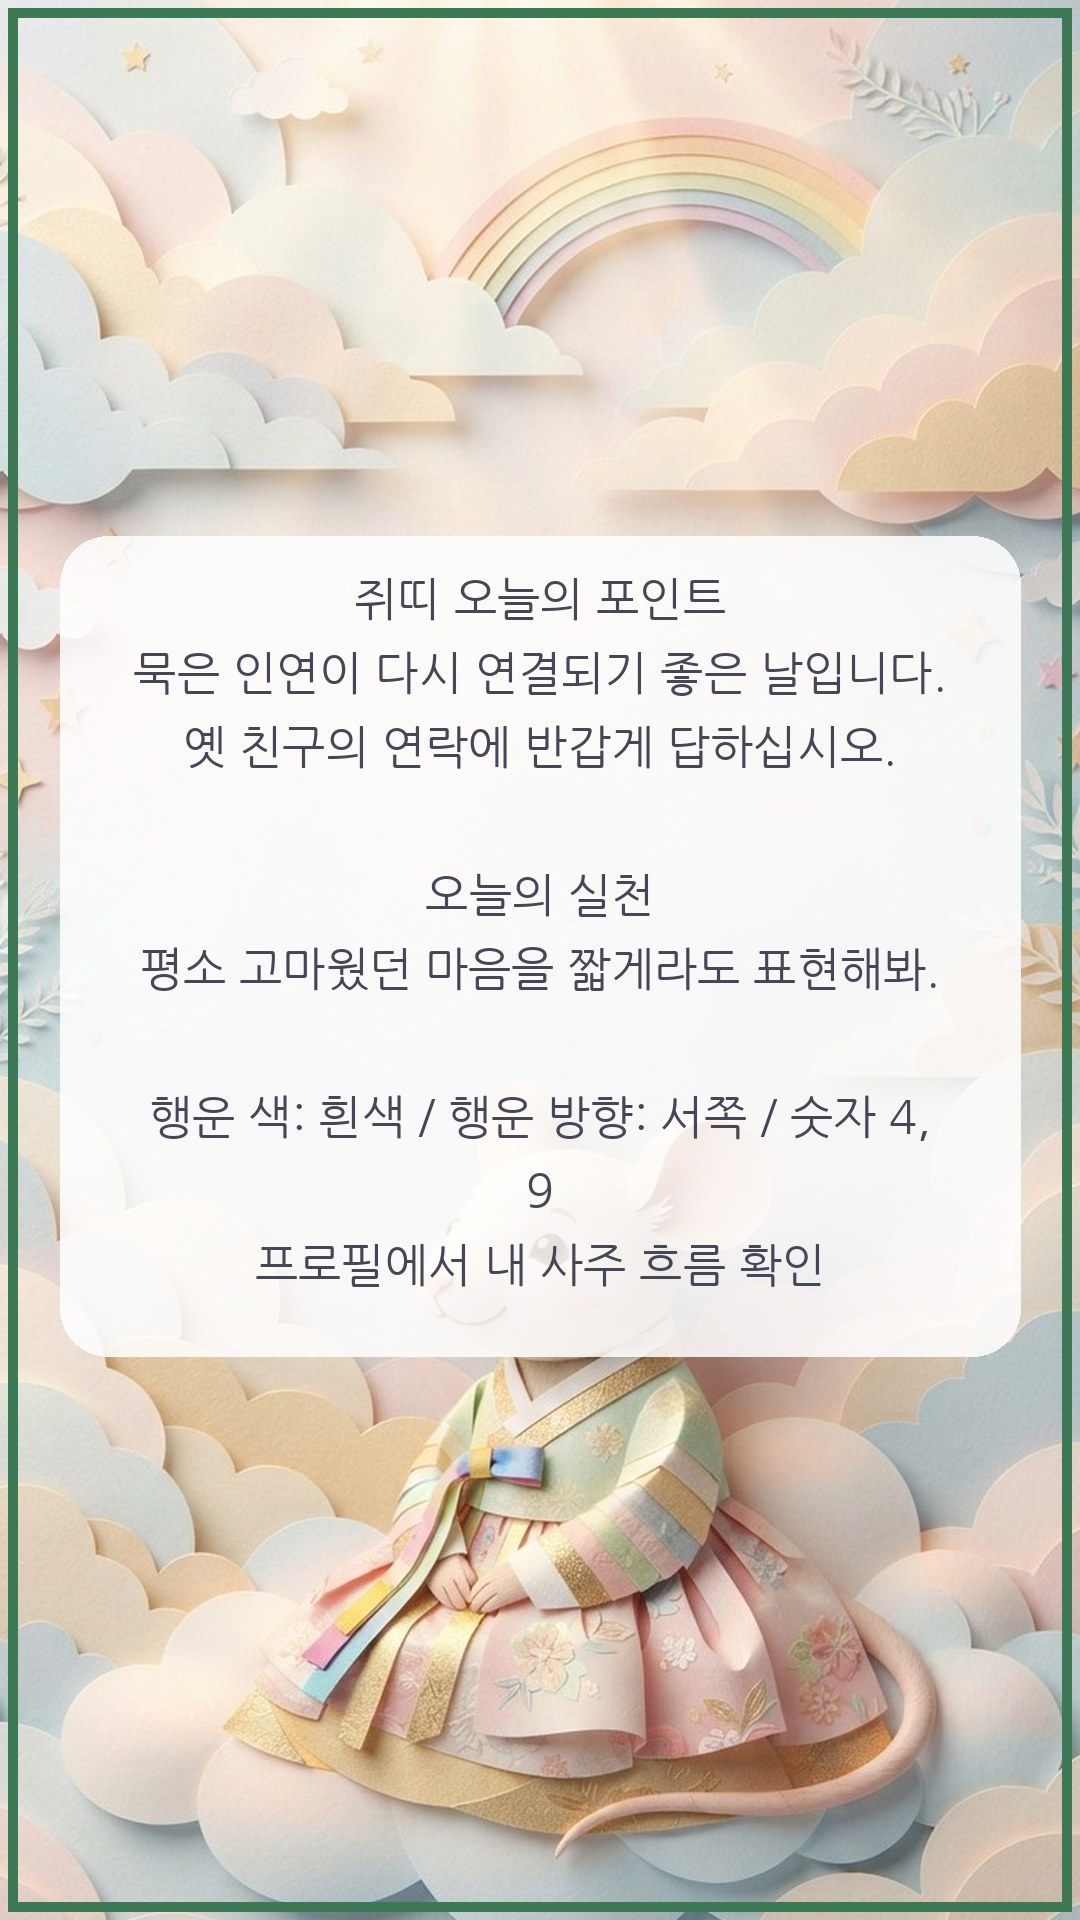 쥐띠 오늘의 포인트
묵은 인연이 다시 연결되기 좋은 날입니다.
옛 친구의 연락에 반갑게 답하십시오.
오늘의 실천
평소 고마웠던 마음을 짧게라도 표현해봐.
행운 색: 흰색 / 행운 방향: 서쪽 / 숫자 4,
9
프로필에서 내 사주 흐름 확인